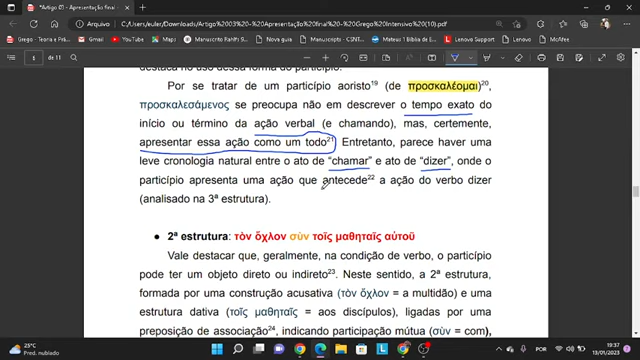 *Artigo 03 - Apresentação final -
C:/Users/euler/Downloads/Artigo%2003%20-%20Apresentação%20final%20-%20Grego%20Intensivo%20(10).pdf
Grego - Teoria e Pr
YouTube
Manuscrito Rahlfs 9
Nova guia
Manuscript - CNTR
Mateus 1 Bíblia de E
Login
Lenovo Support
Lenovo
McAfee
1
de 11
destaca no uso dessa forma do particípio.
Por se tratar de um particípio aoristo19 (de προσκαλέομαι)20,
προσκαλεσάμενος se preocupa não em descrever o tempo exato do
início ou término da ação verbal (e chamando), mas, certamente,
apresentar essa ação como um todo21 Entretanto, parece haver uma
leve cronologia natural entre o ato de “chamar” e ato de “dizer”, onde o
particípio apresenta uma ação que antecede22 a ação do verbo dizer
(analisado na 3ª estrutura).
• 2ª estrutura: τὸν ὄχλον σὺν τοῖς μαθηταῖς αὐτοῦ
Vale destacar que, geralmente, na condição de verbo, o particípio
pode ter um objeto direto ou indireto23. Neste sentido, a 2ª estrutura,
formada por uma construção acusativa (τὸν ὄχλον = a multidão) e uma
estrutura dativa (τοῖς μαθηταῖς = aos discípulos), ligadas por uma
preposição de associação24, indicando participação mútua (σὺν = com),
25°C
Pred. nublado
POR
19:37
13/01/2023